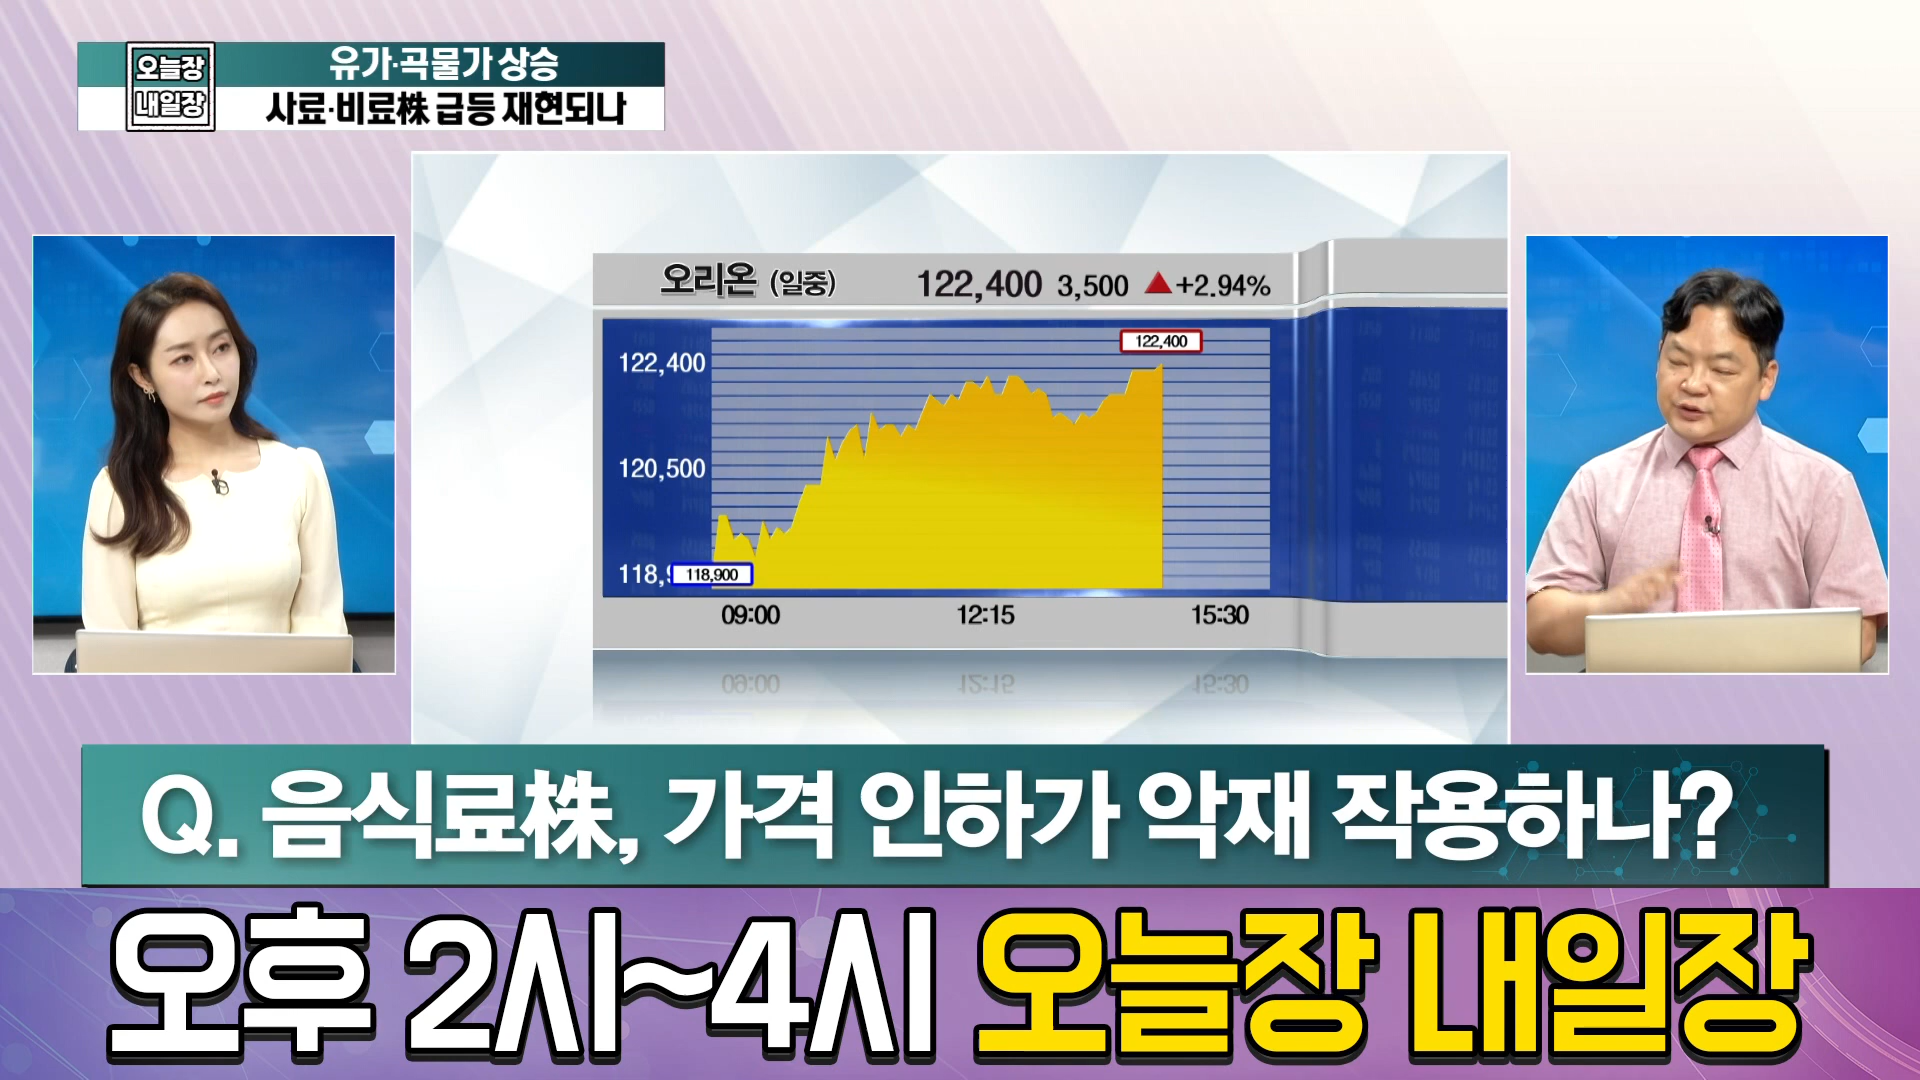 오늘장
내일장
유가·곡물가 상승
사료·비료株 급등 재현되나
오리온 (일중) 122,400 3,500 ▲+2.94%
122,400
122,400
120,500
118,900
09:00 12:15 15:30
Q. 음식료株, 가격 인하가 악재 작용하나?
오후 2시~4시 오늘장 내일장